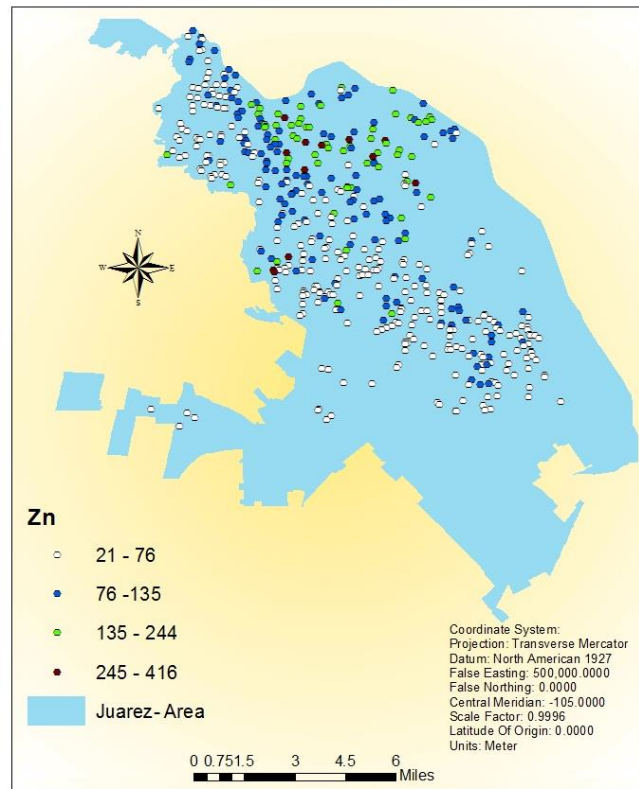 N
W E
S
Zn
21 - 76
76 -135
135 - 244
245 - 416
Juarez- Area
Coordinate System:
Projection: Transverse Mercator
Datum: North American 1927
False Easting: 500,000.0000
False Northing: 0.0000
Central Meridian: -105.0000
Scale Factor: 0.9996
Latitude Of Origin: 0.0000
Units: Meter
0 0.751.5 3 4.5 6
Miles